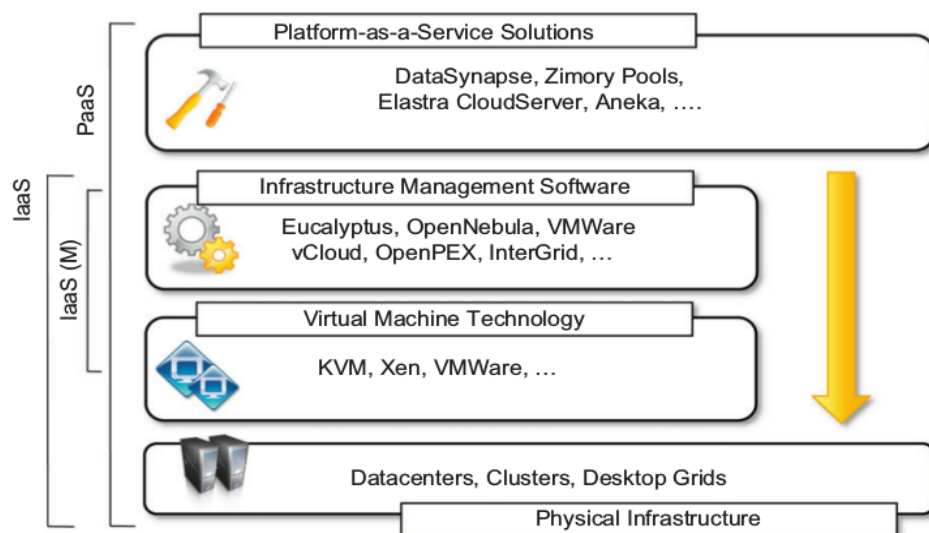 Platform-as-a-Service Solutions
DataSynapse, Zimory Pools,
Elastra CloudServer, Aneka, ....
PaaS
IaaS
IaaS (M)
Infrastructure Management Software
Eucalyptus, OpenNebula, VMWare
vCloud, OpenPEX, InterGrid, ...
Virtual Machine Technology
KVM, Xen, VMWare, ...
Datacenters, Clusters, Desktop Grids
Physical Infrastructure